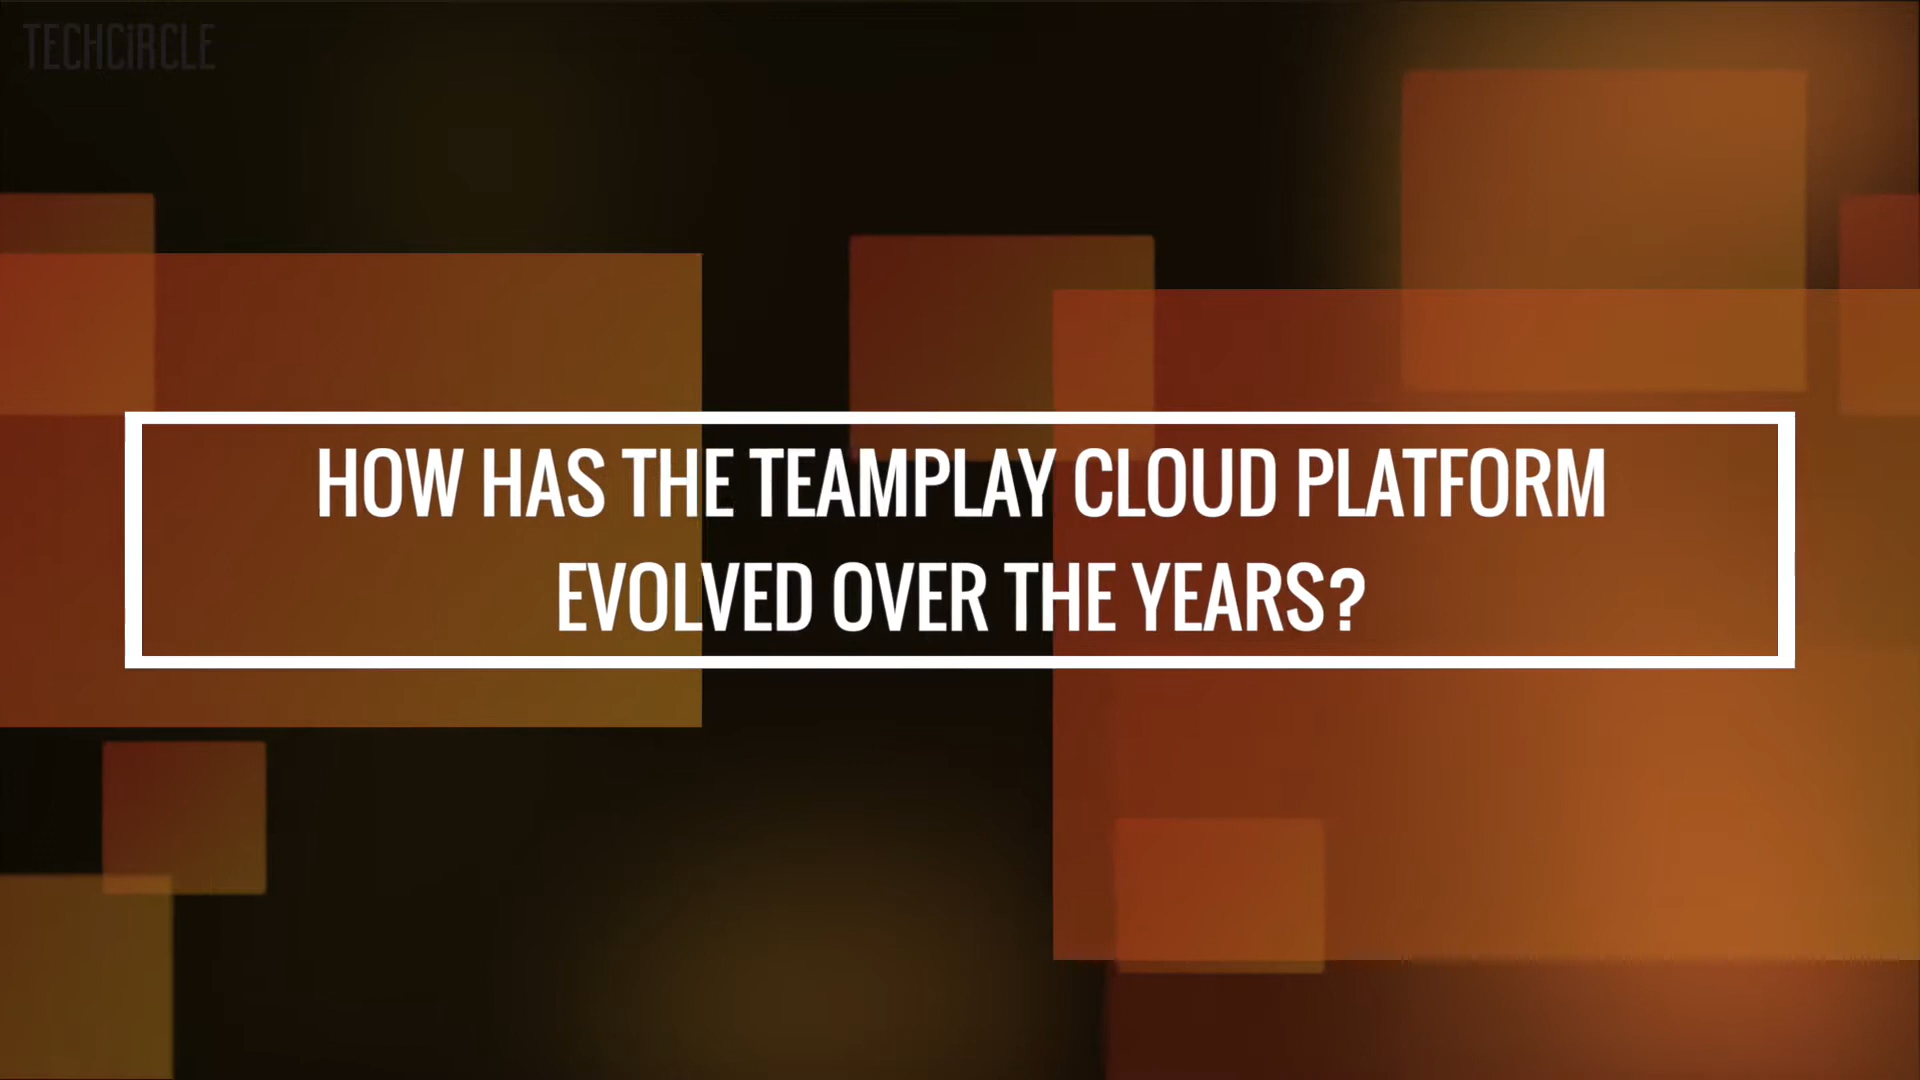 TECHCiRCLE
HOW HAS THE TEAMPLAY CLOUD PLATFORM
EVOLVED OVER THE YEARS?